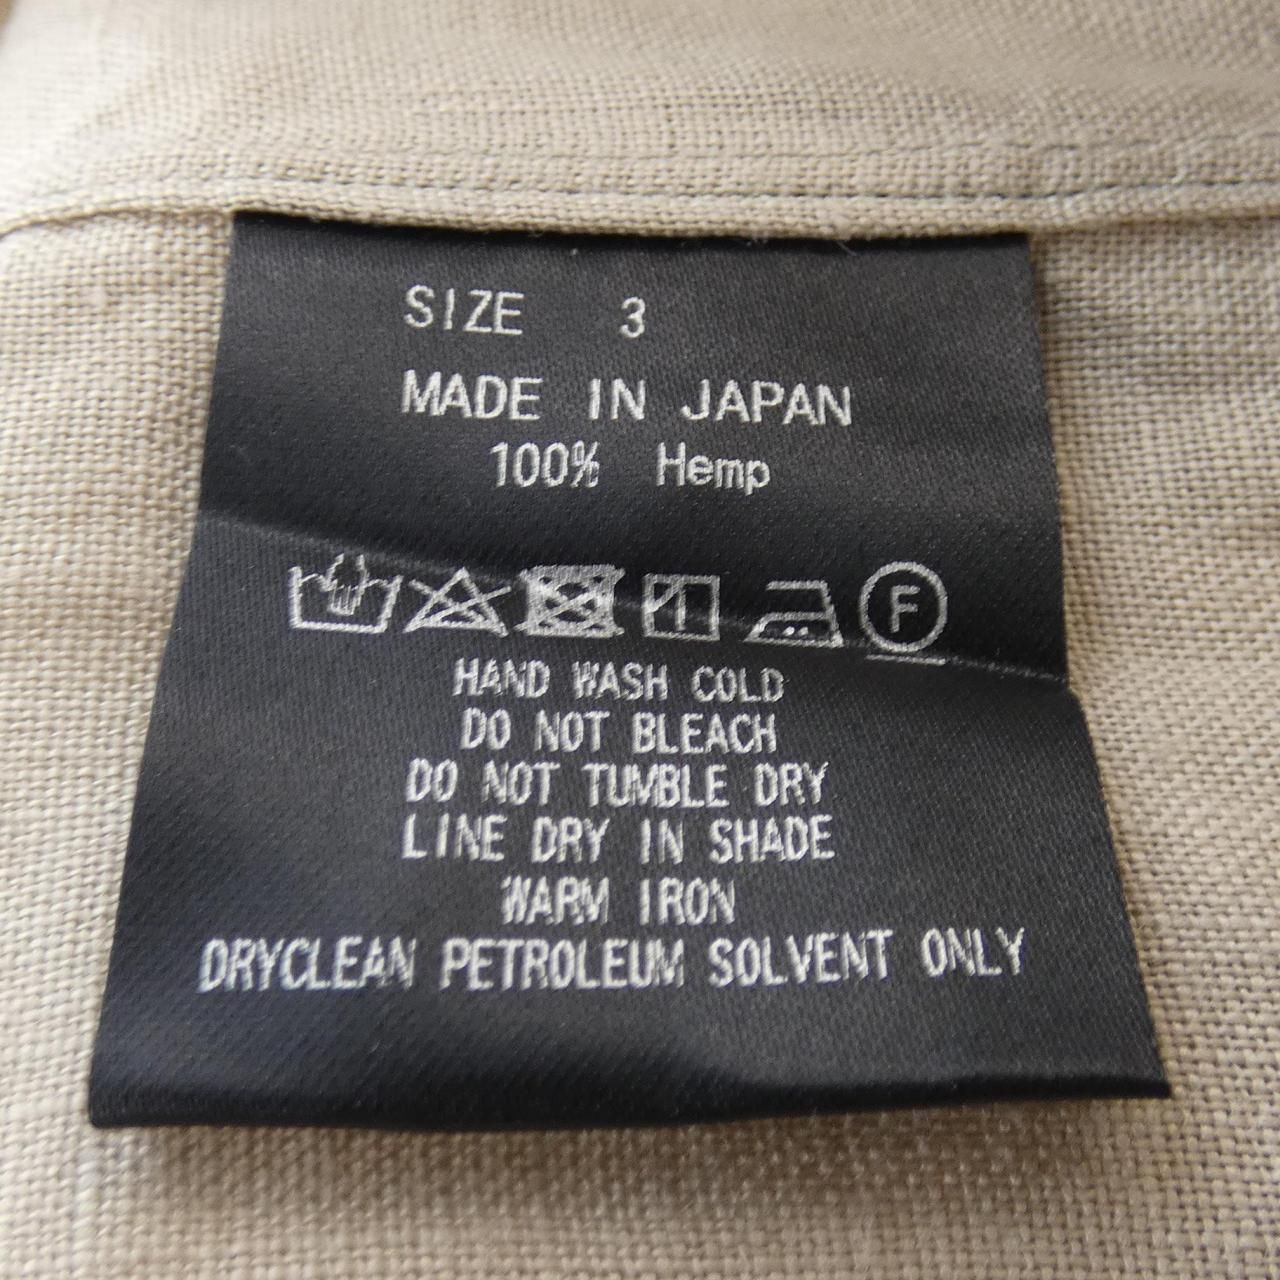 SIZE 3
MADE IN JAPAN
100% Hemp
F
HAND WASH COLD
DO NOT BLEACH
DO NOT TUMBLE DRY
LINE DRY IN SHADE
WARM IRON
DRYCLEAN PETROLEUM SOLVENT ONLY